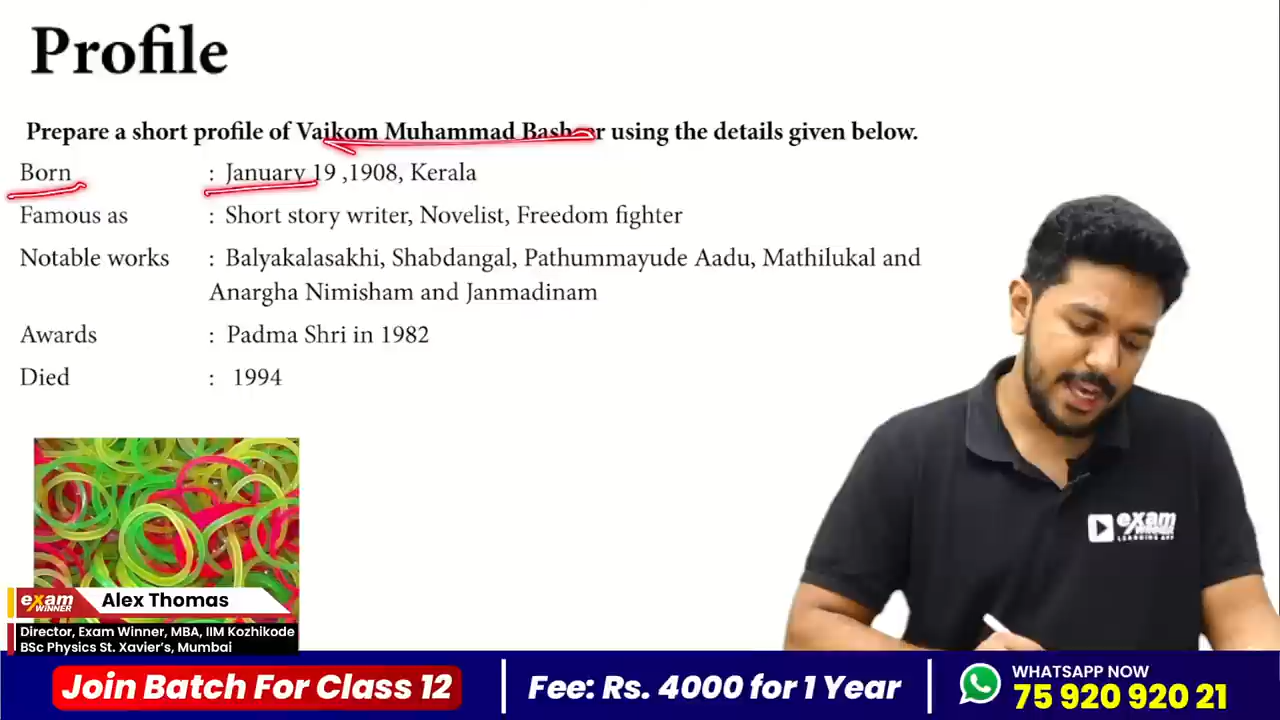 Profile
Prepare a short profile of Vaikom Muhammad Basheer using the details given below.
Born : January 19 ,1908, Kerala
Famous as : Short story writer, Novelist, Freedom fighter
Notable works : Balyakalasakhi, Shabdangal, Pathummayude Aadu, Mathilukal and
Anargha Nimisham and Janmadinam
Awards : Padma Shri in 1982
Died : 1994
exam
WINNER
LEARNING APP
exam
WINNER
Alex Thomas
Director, Exam Winner, MBA, IIM Kozhikode
BSc Physics St. Xavier's, Mumbai
Join Batch For Class 12
Fee: Rs. 4000 for 1 Year
WHATSAPP NOW
75 920 920 21